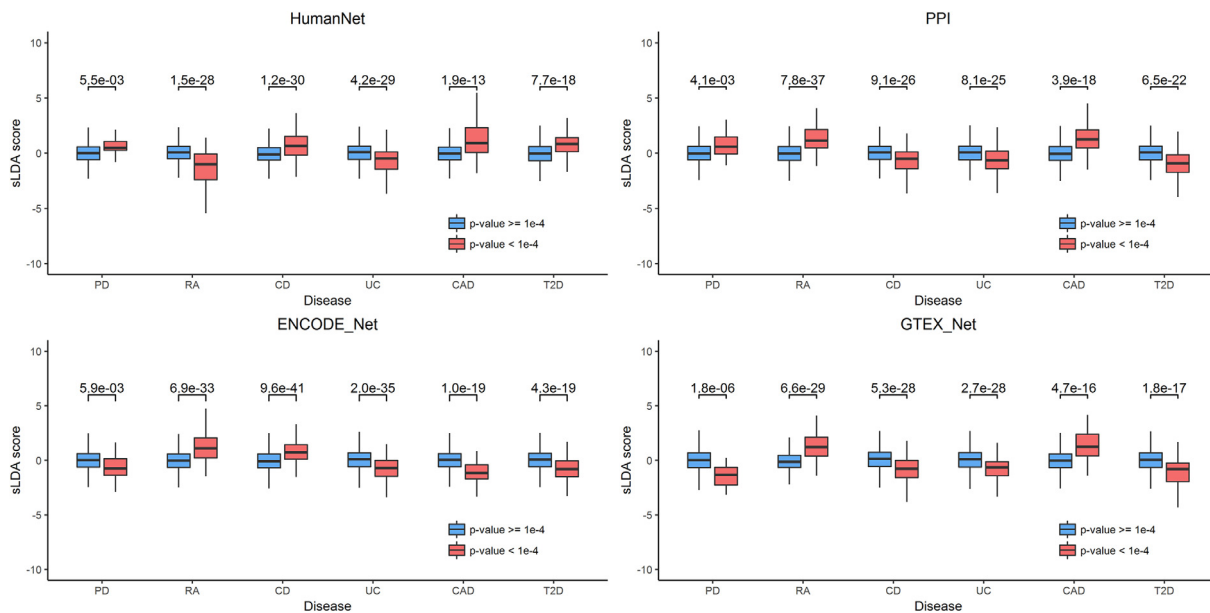 HumanNet
10
5
0
-5
-10
sLDA score
5.5e-03 1.5e-28 1.2e-30 4.2e-29 1.9e-13 7.7e-18
p-value >= 1e-4
p-value < 1e-4
PD RA CD UC CAD T2D
Disease
PPI
10
5
0
-5
-10
sLDA score
4.1e-03 7.8e-37 9.1e-26 8.1e-25 3.9e-18 6.5e-22
p-value >= 1e-4
p-value < 1e-4
PD RA CD UC CAD T2D
Disease
ENCODE_Net
10
5
0
-5
-10
sLDA score
5.9e-03 6.9e-33 9.6e-41 2.0e-35 1.0e-19 4.3e-19
p-value >= 1e-4
p-value < 1e-4
PD RA CD UC CAD T2D
Disease
GTEX_Net
10
5
0
-5
-10
sLDA score
1.8e-06 6.6e-29 5.3e-28 2.7e-28 4.7e-16 1.8e-17
p-value >= 1e-4
p-value < 1e-4
PD RA CD UC CAD T2D
Disease